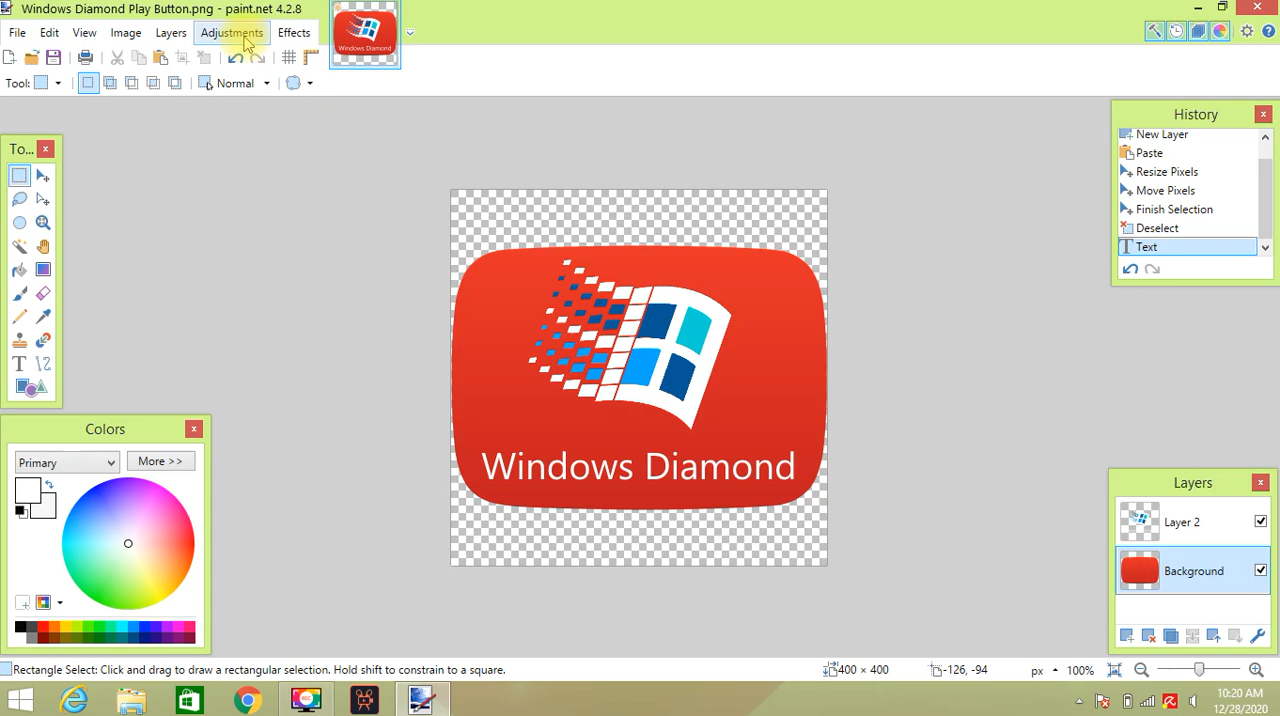 Windows Diamond Play Button.png - paint.net 4.2.8
File Edit View Image Layers Adjustments Effects
Windows Diamond
Tool: Normal
To...
History
New Layer
Paste
Resize Pixels
Move Pixels
Finish Selection
Deselect
Text
Windows Diamond
Colors
Primary
More >>
Layers
Layer 2
Background
Rectangle Select: Click and drag to draw a rectangular selection. Hold shift to constrain to a square.
400 × 400
-126, -94
px
100%
10:20 AM
12/28/2020